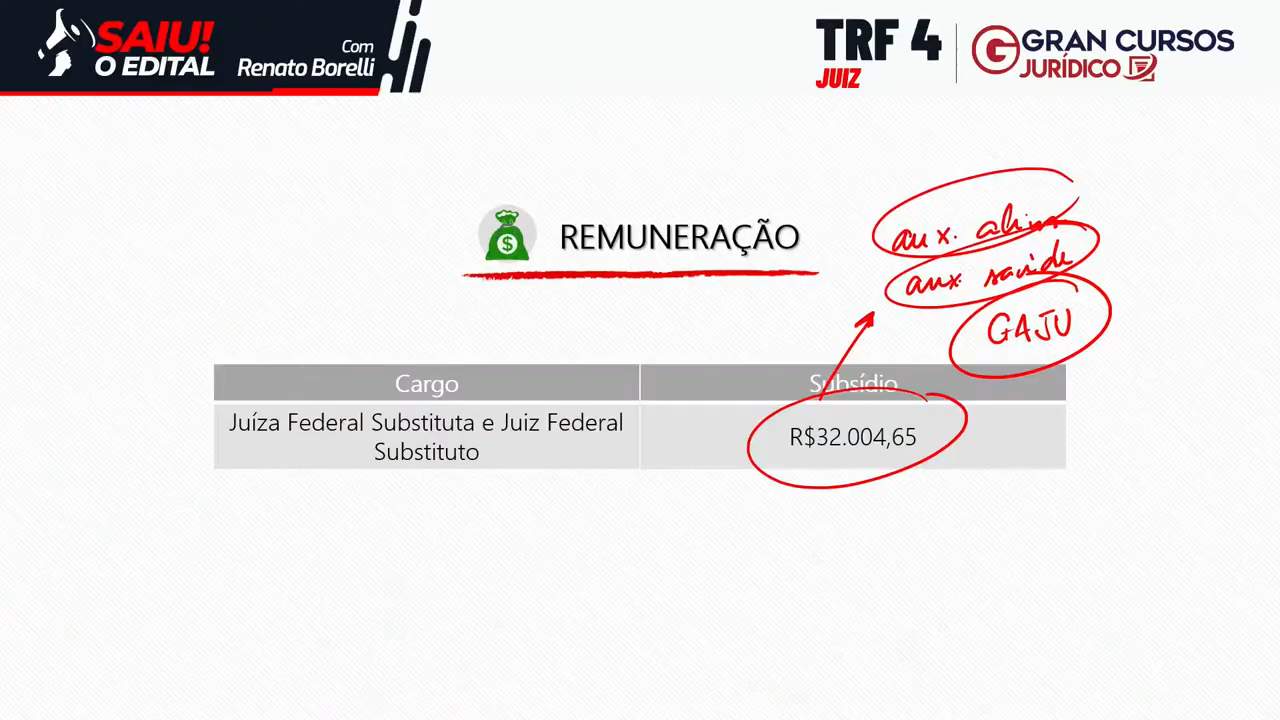 SAIU!
O EDITAL
Com
Renato Borelli
TRF 4
JUIZ
GRAN CURSOS
JURÍDICO
REMUNERAÇÃO
aux. alim
aux. saúde
GAJU
Cargo
Subsídio
Juíza Federal Substituta e Juiz Federal
Substituto
R$32.004,65